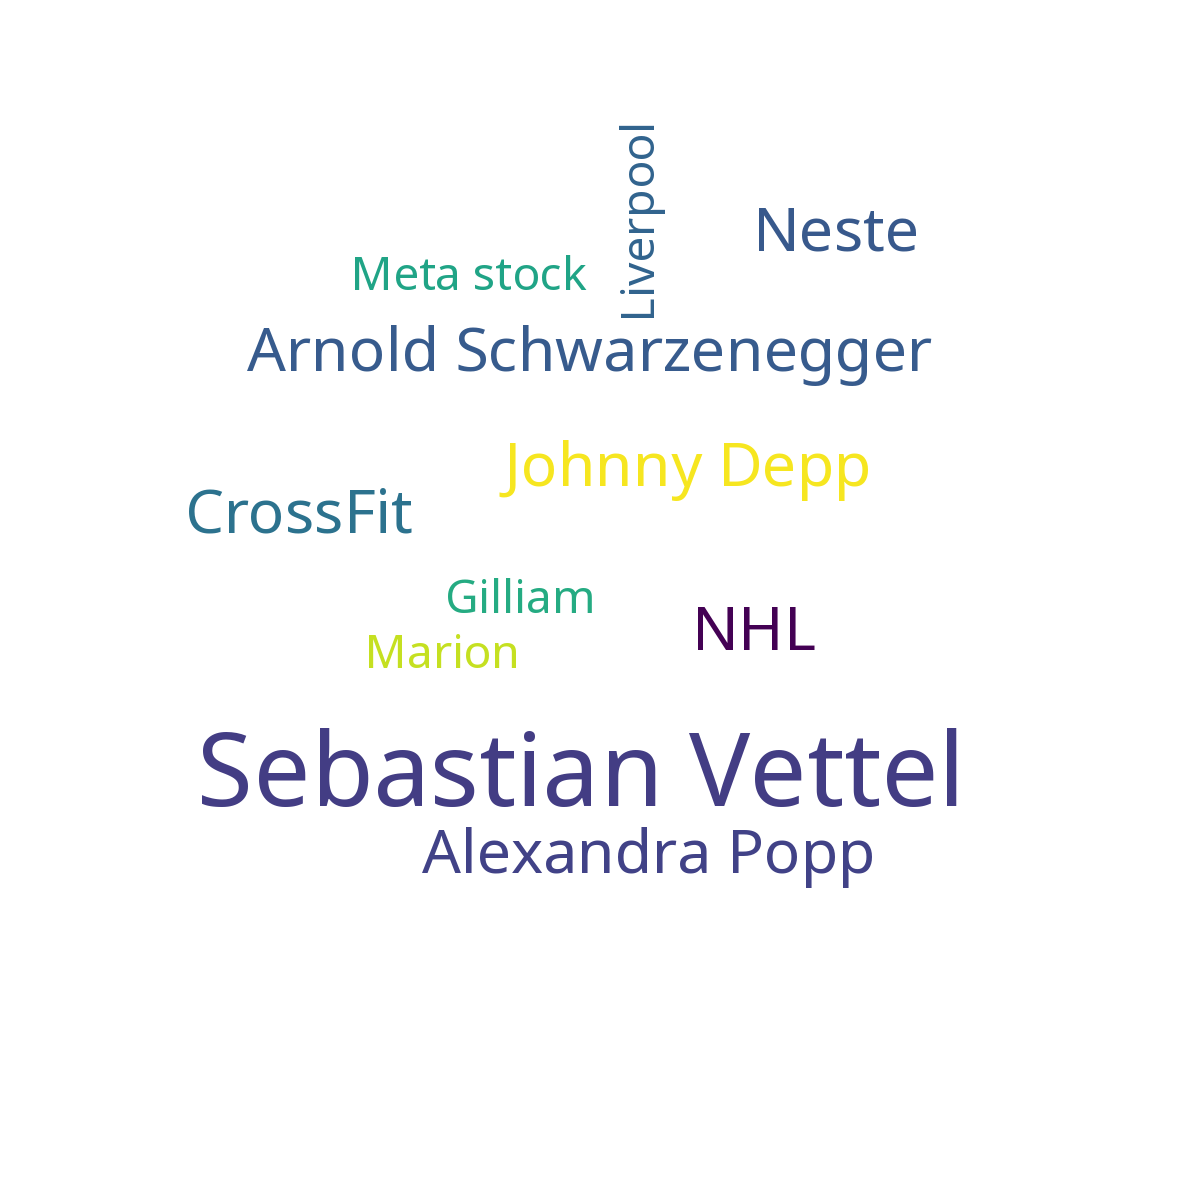 Liverpool
Neste
Meta stock
Arnold Schwarzenegger
Johnny Depp
CrossFit
Gilliam
NHL
Marion
Sebastian Vettel
Alexandra Popp